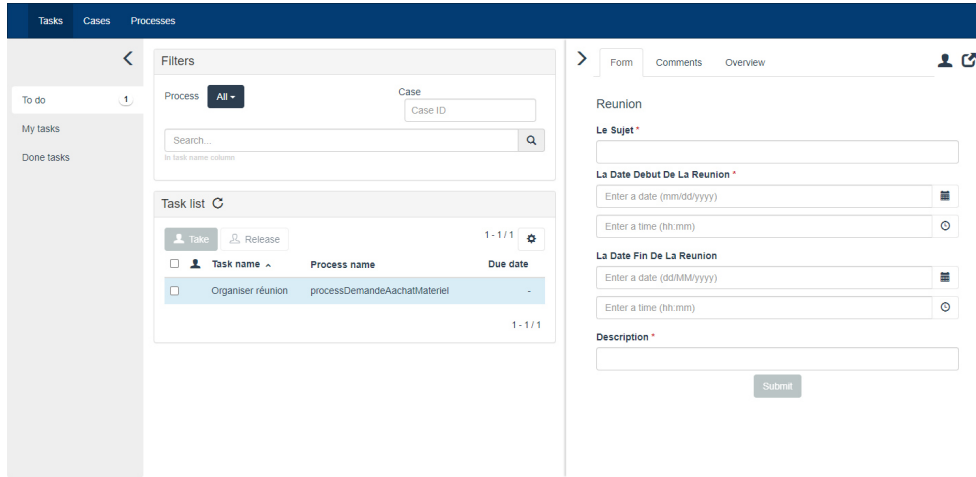 Tasks Cases Processes
To do 1
My tasks
Done tasks
Filters
Process All Case
Case ID
Search...
In task name column
Task list
Take Release 1 - 1 / 1
Task name Process name Due date
Organiser réunion processDemandeAachatMateriel -
1 - 1 / 1
Form Comments Overview
Reunion
Le Sujet *
La Date Debut De La Reunion *
Enter a date (mm/dd/yyyy)
Enter a time (hh:mm)
La Date Fin De La Reunion
Enter a date (dd/MM/yyyy)
Enter a time (hh:mm)
Description *
Submit